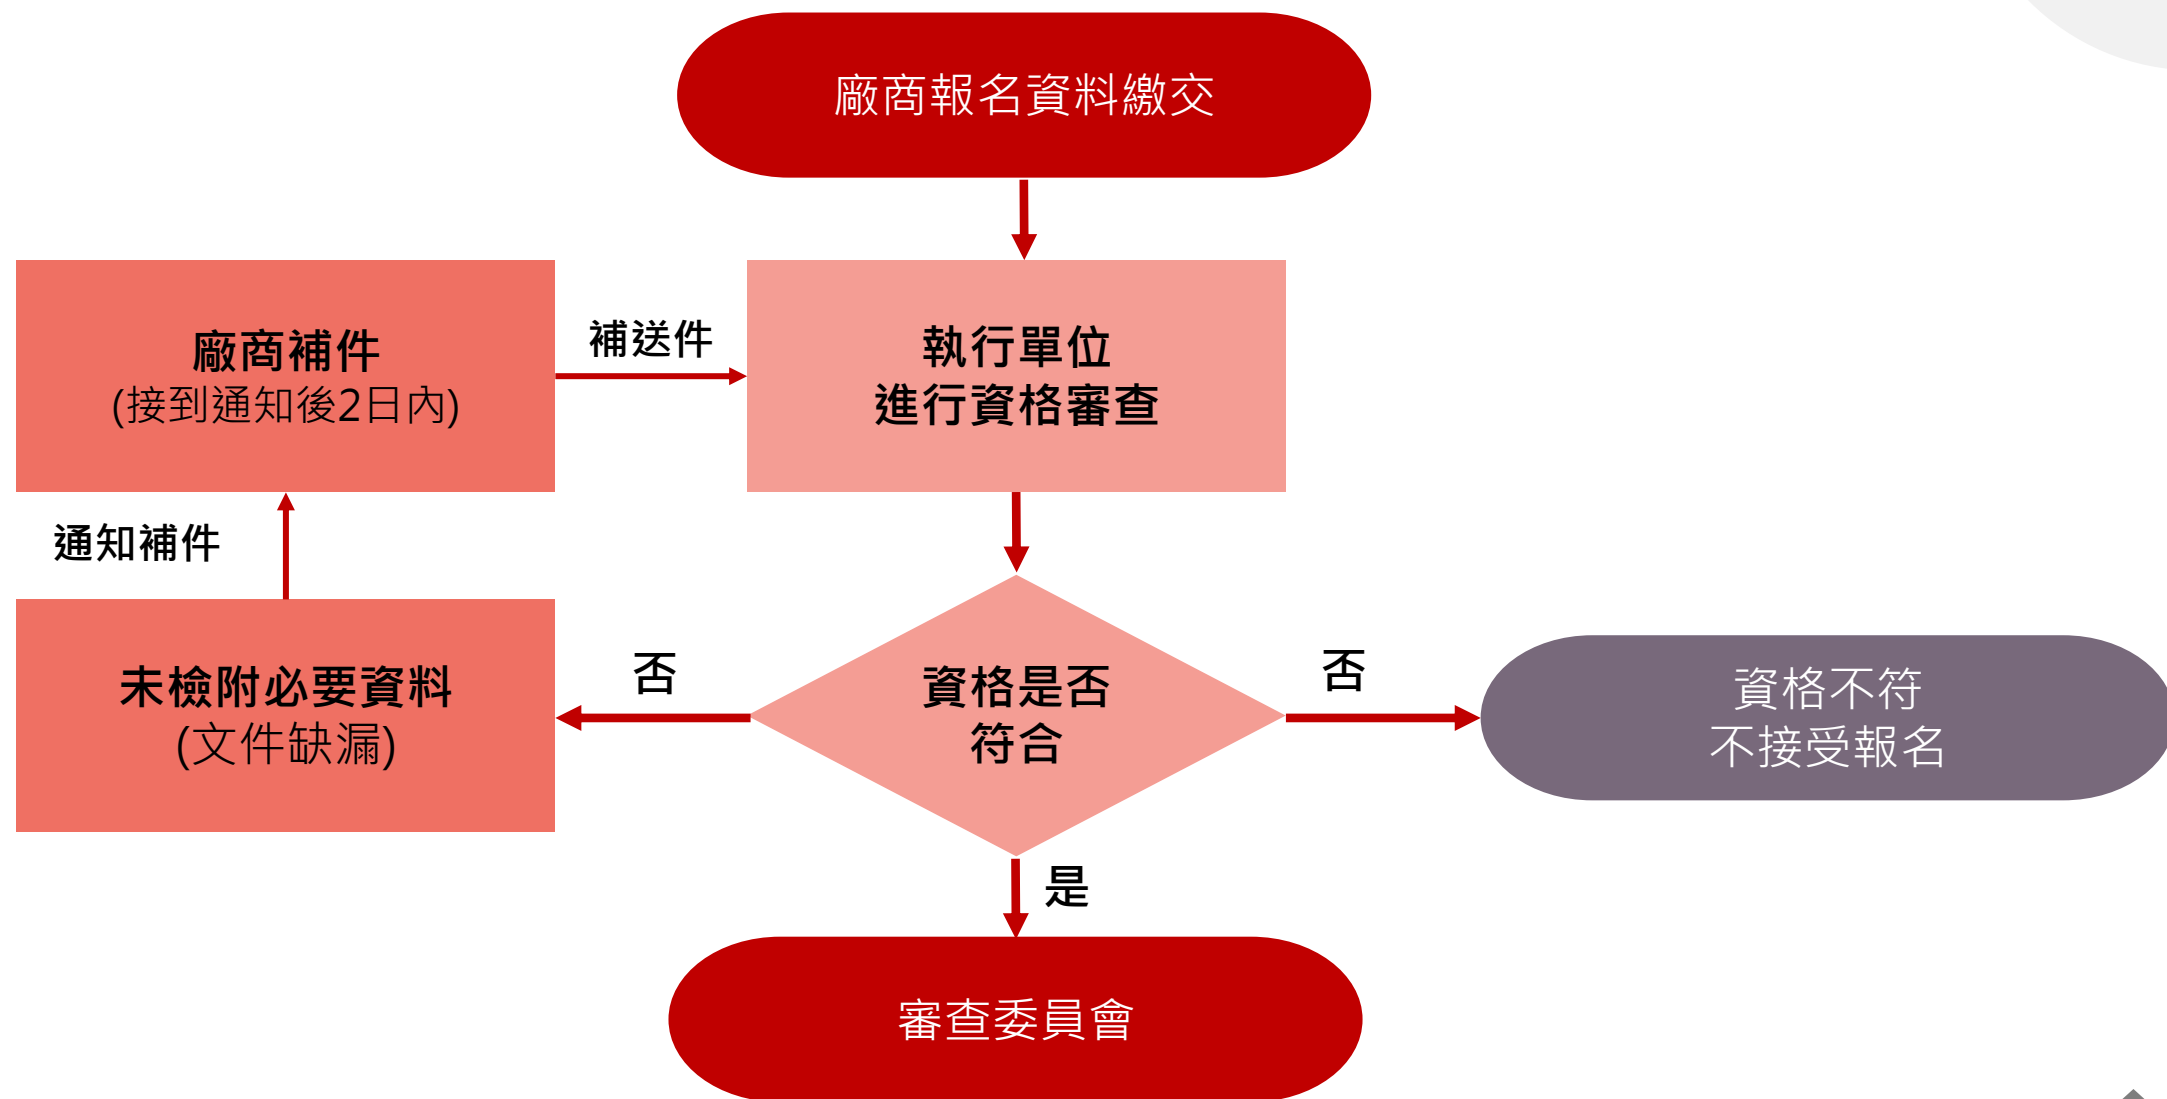 廠商報名資料繳交
廠商補件
(接到通知後2日內)
補送件
執行單位
進行資格審查
通知補件
未檢附必要資料
(文件缺漏)
否
資格是否
符合
否
資格不符
不接受報名
是
審查委員會